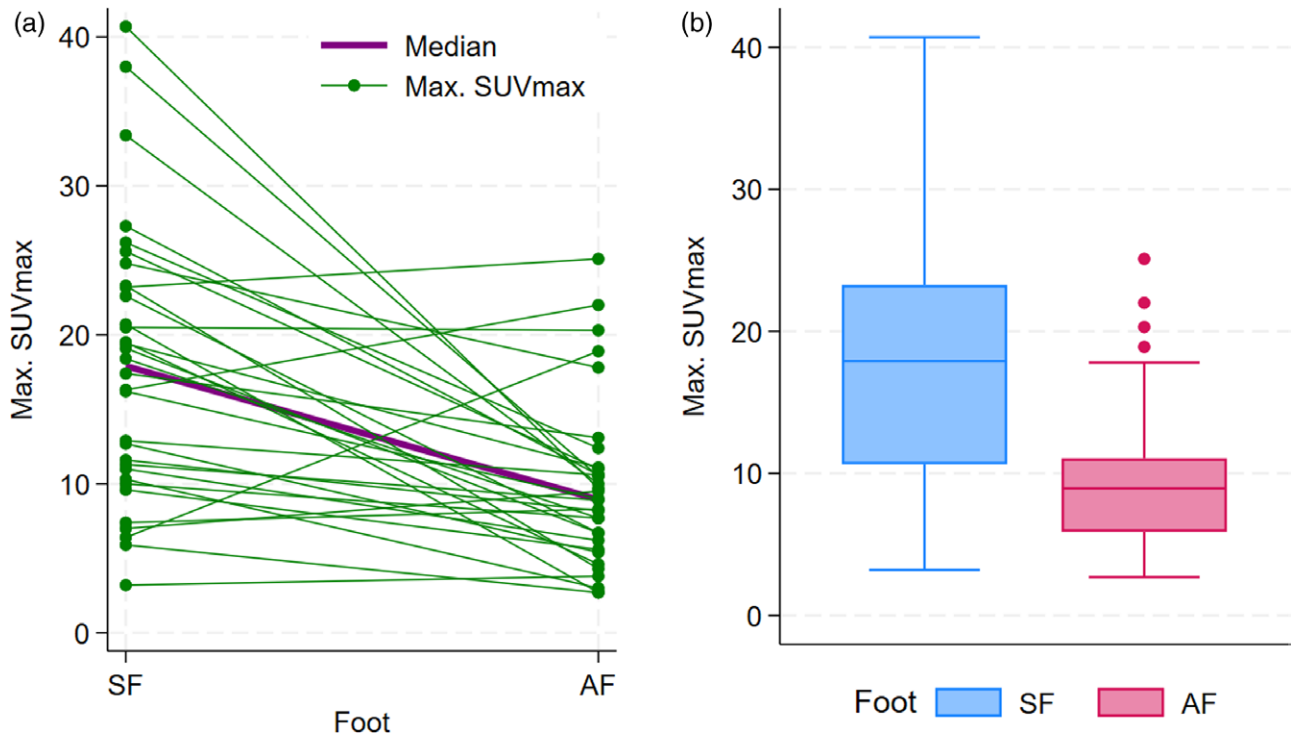 (a)
Max. SUVmax
40
30
20
10
0
Median
Max. SUVmax
SF
AF
Foot
(b)
Max. SUVmax
40
30
20
10
0
Foot SF AF